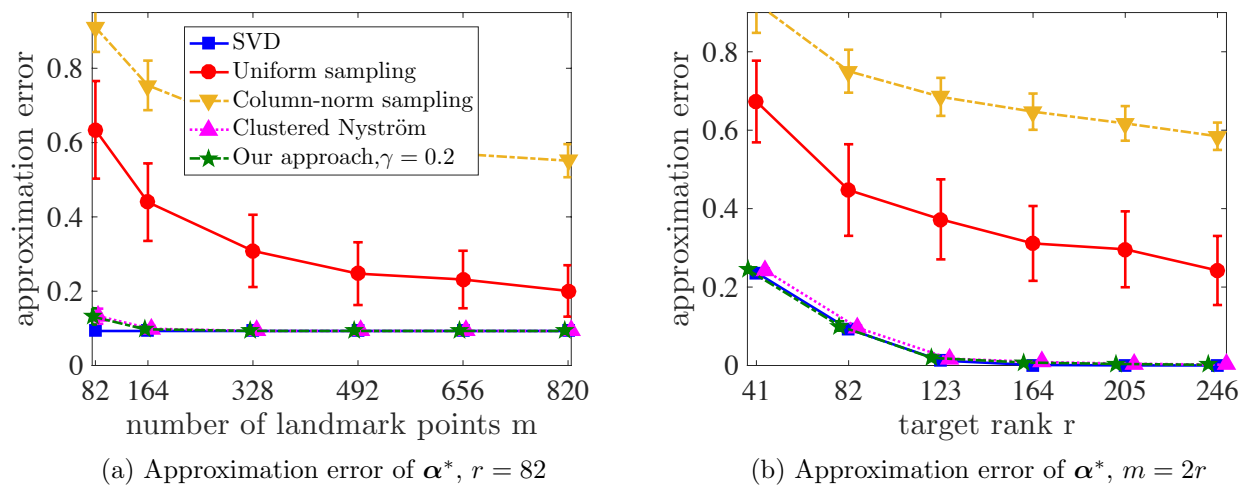 SVD
Uniform sampling
Column-norm sampling
Clustered Nyström
Our approach,γ = 0.2
approximation error
0.8
0.6
0.4
0.2
0
82 164 328 492 656 820
number of landmark points m
(a) Approximation error of α*, r = 82
approximation error
0.8
0.6
0.4
0.2
0
41 82 123 164 205 246
target rank r
(b) Approximation error of α*, m = 2r